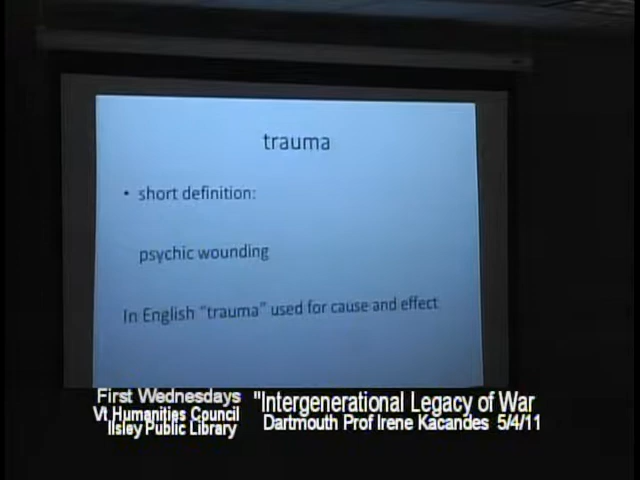 trauma
• short definition:
psychic wounding
In English “trauma” used for cause and effect
First Wednesdays
Vt Humanities Council
Ilsley Public Library
"Intergenerational Legacy of War
Dartmouth Prof Irene Kacandes 5/4/11